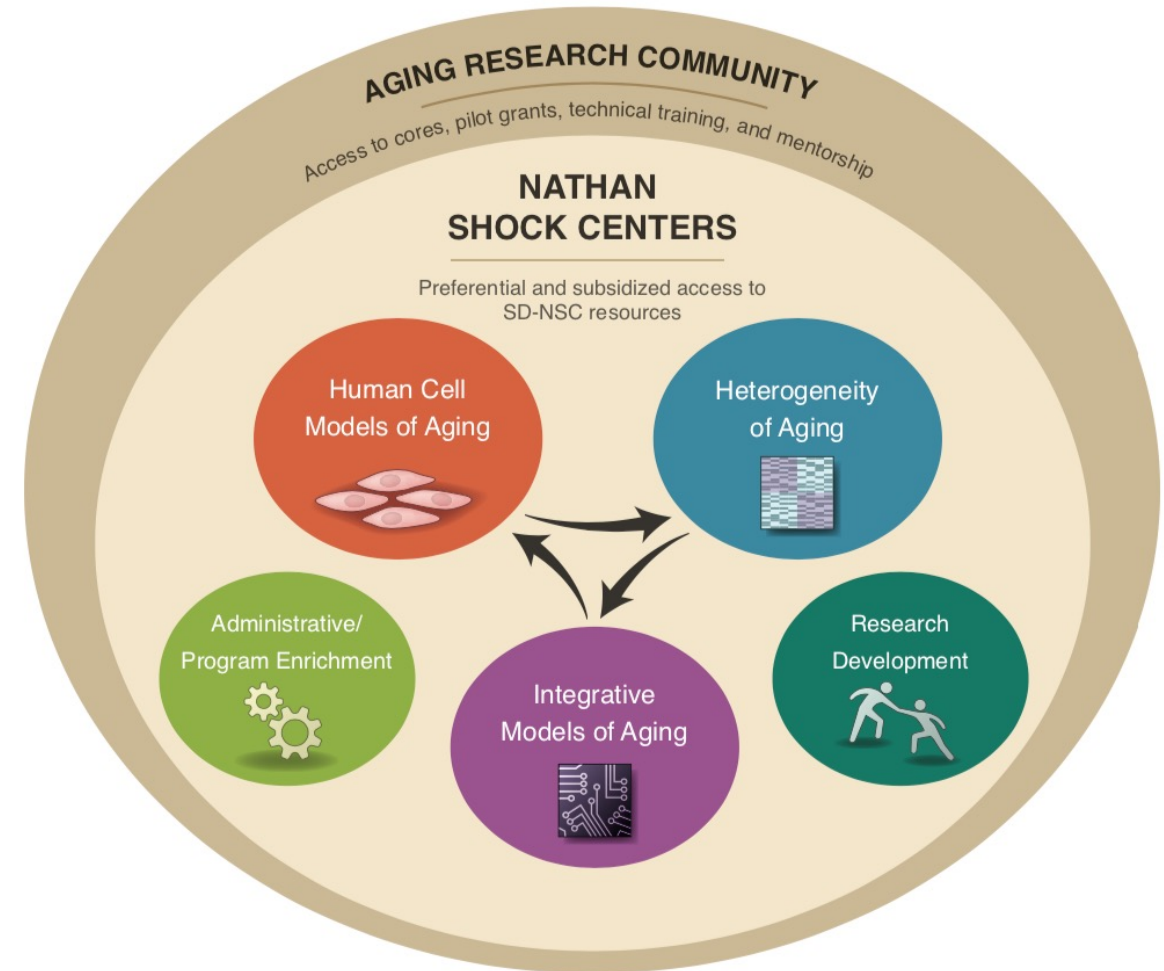 AGING RESEARCH COMMUNITY
Access to cores, pilot grants, technical training, and mentorship
NATHAN
SHOCK CENTERS
Preferential and subsidized access to
SD-NSC resources
Human Cell
Models of Aging
Heterogeneity
of Aging
Administrative/
Program Enrichment
Integrative
Models of Aging
Research
Development